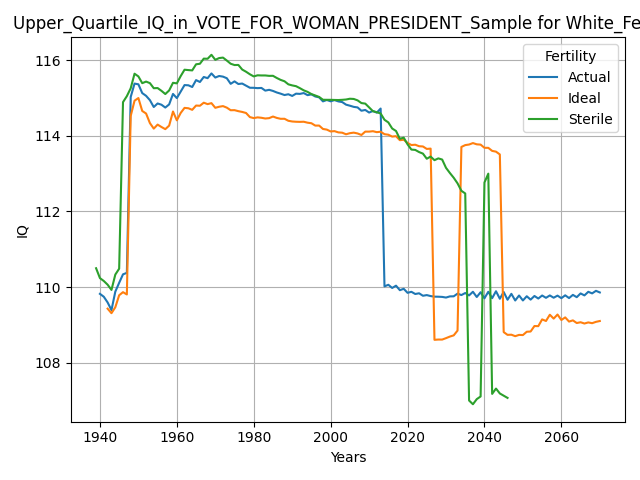 Upper_Quartile_IQ_in_VOTE_FOR_WOMAN_PRESIDENT_Sample for White_Fe
Fertility
Actual
Ideal
Sterile
IQ
116
114
112
110
108
1940 1960 1980 2000 2020 2040 2060
Years